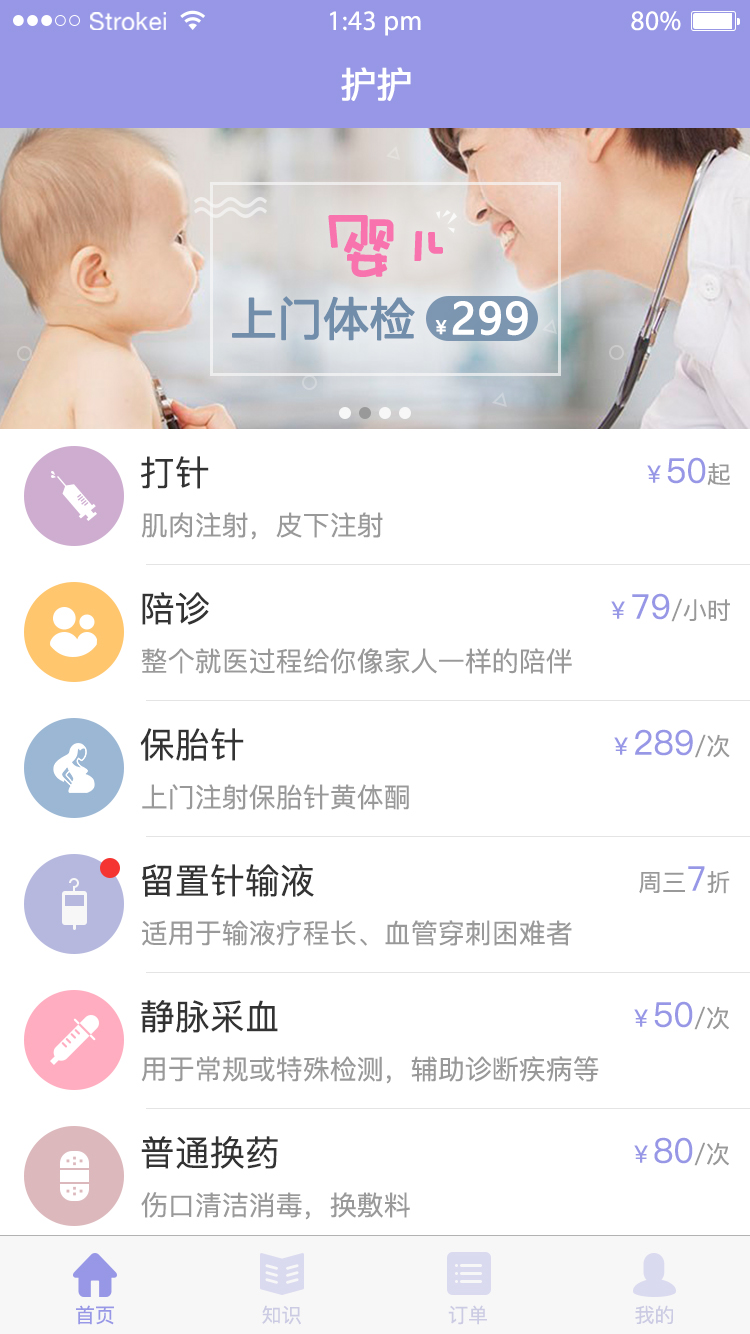 Strokei 1:43 pm 80%
护护
婴儿
上门体检 ¥299
打针 ¥50起
肌肉注射，皮下注射
陪诊 ¥79/小时
整个就医过程给你像家人一样的陪伴
保胎针 ¥289/次
上门注射保胎针黄体酮
留置针输液 周三7折
适用于输液疗程长、血管穿刺困难者
静脉采血 ¥50/次
用于常规或特殊检测，辅助诊断疾病等
普通换药 ¥80/次
伤口清洁消毒，换敷料
首页 知识 订单 我的